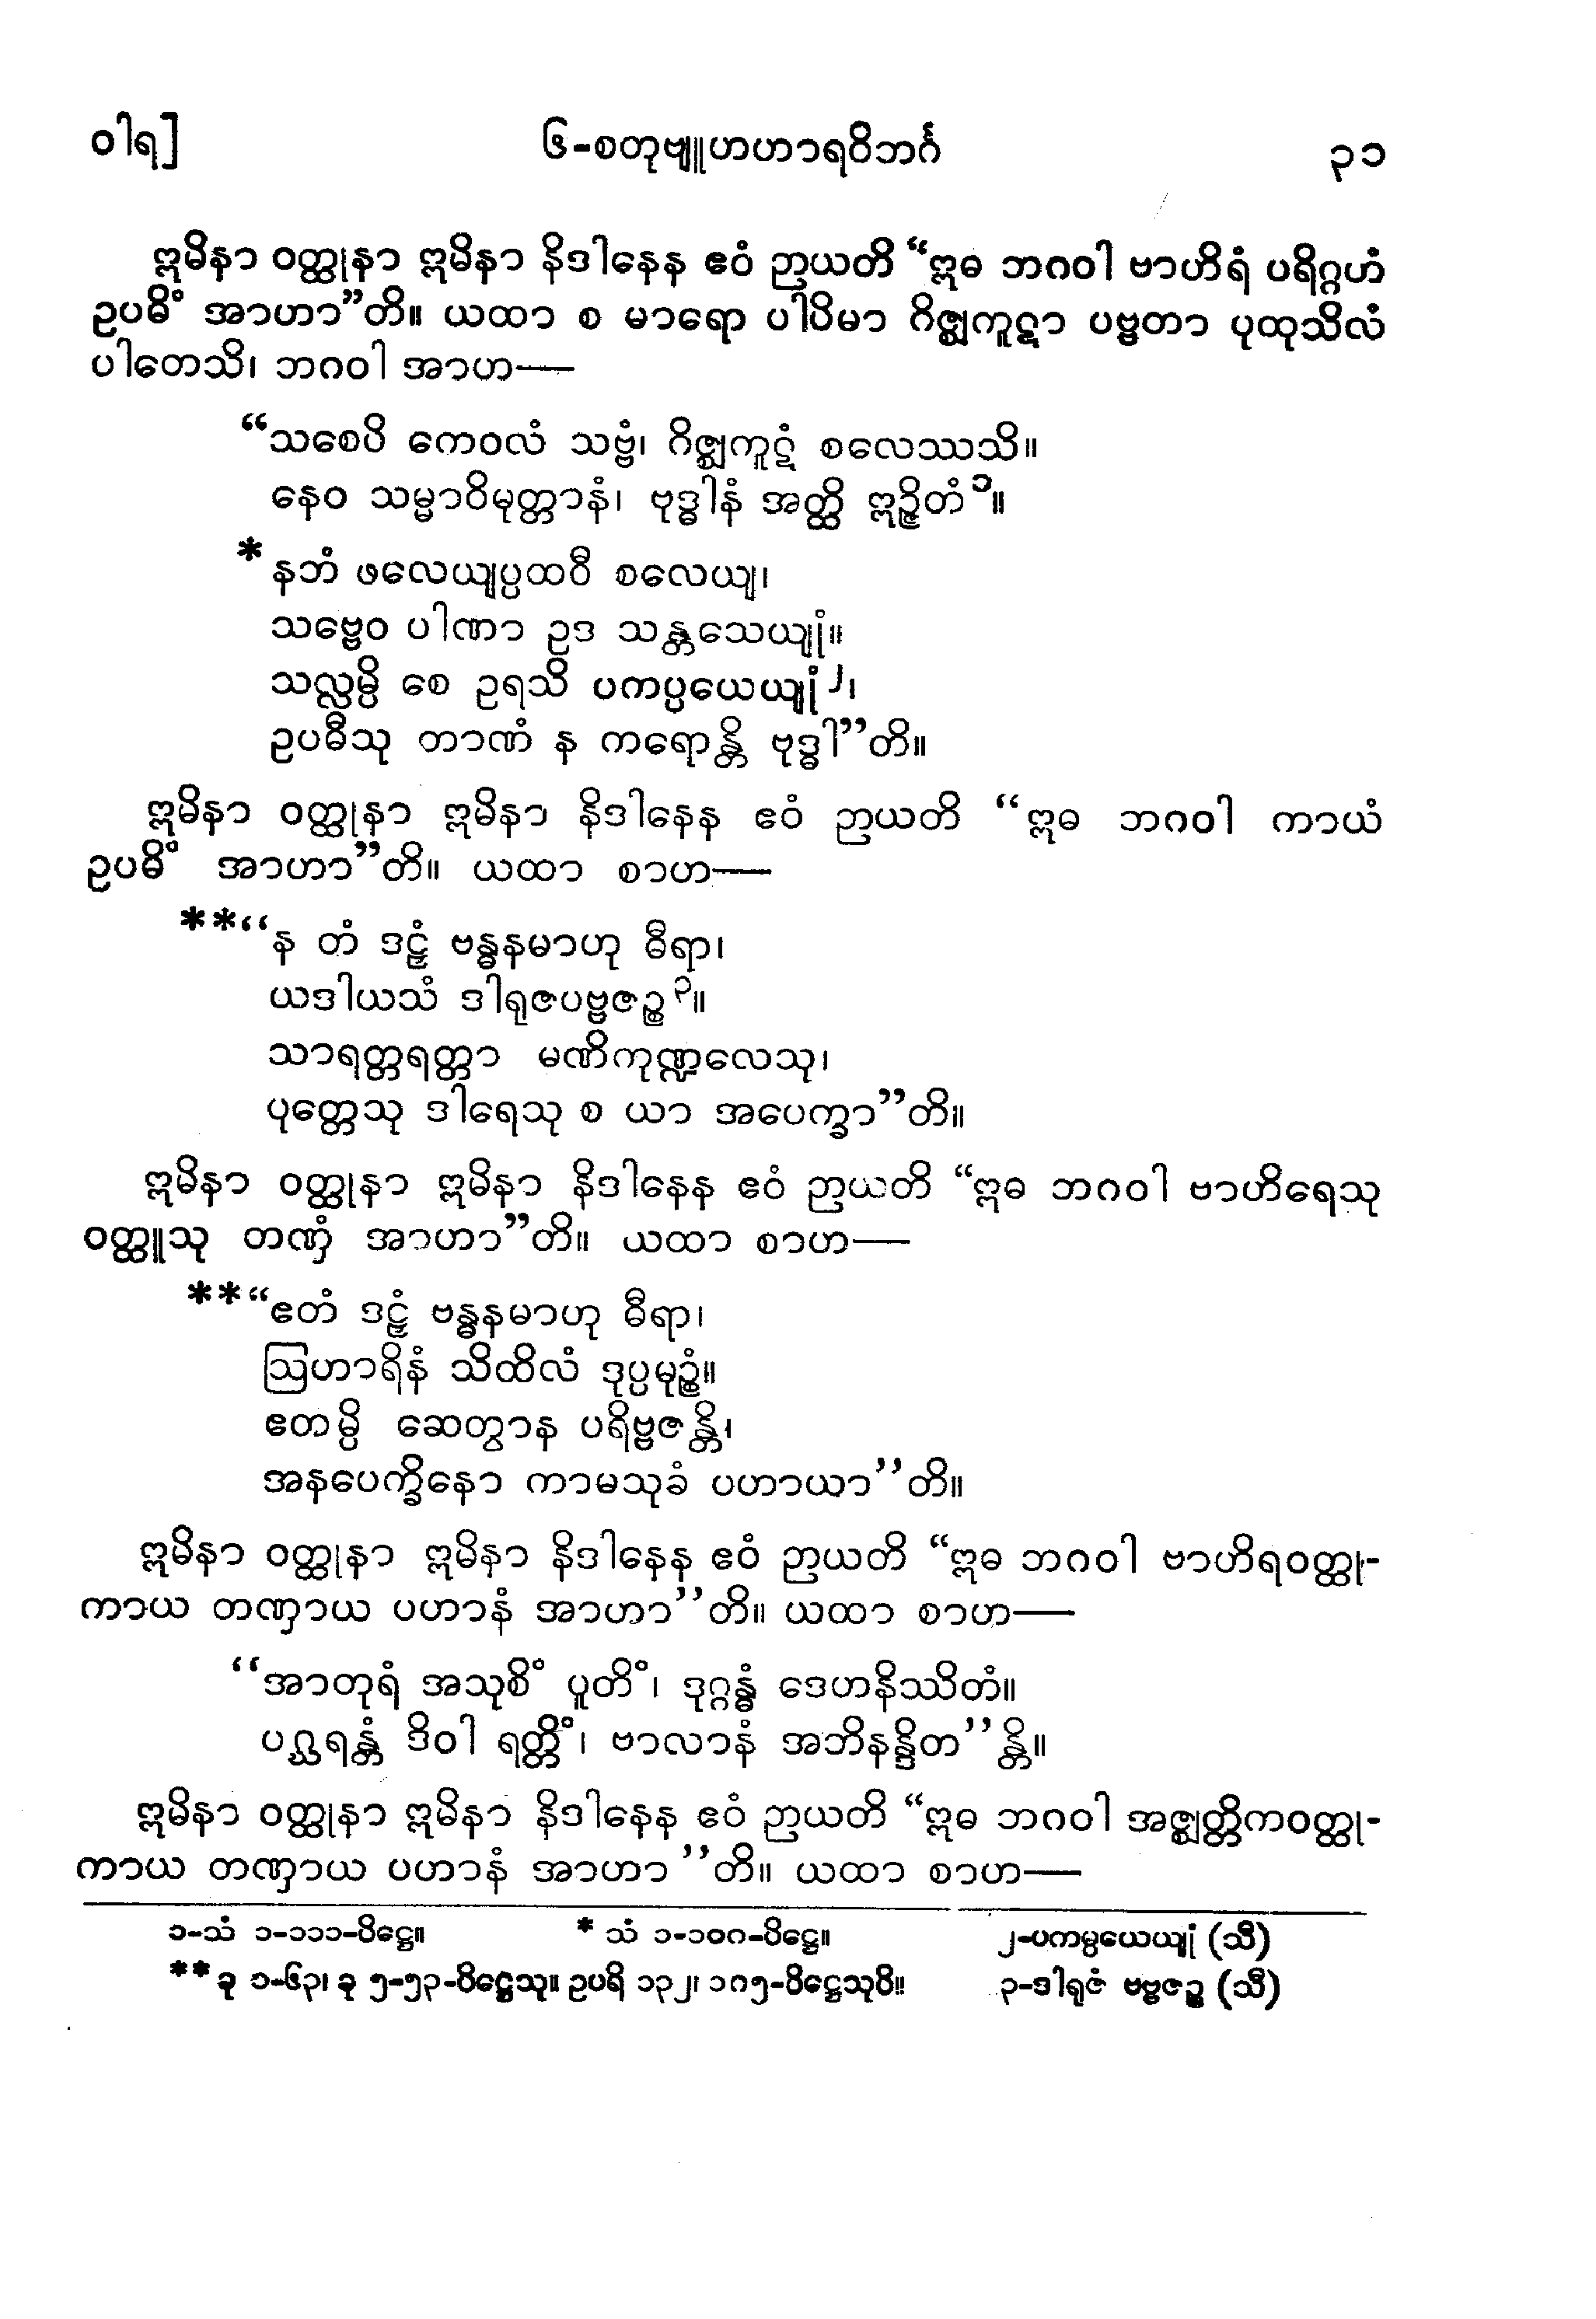 ဝါရ] ၆-စတုဗျူဟဟာရဝိဘင်္ဂ ၃၁
ဣမိနာ ဝတ္ထုနာ ဣမိနာ နိဒါနေန ဧဝံ ဉာယတိ “ဣဓ ဘဂဝါ ဗာဟိရံ ပရိဂ္ဂဟံ
ဥပဓိံ အာဟာ”တိ။ ယထာ စ မာရော ပါပိမာ ဂိဇ္ဈကူဋာ ပဗ္ဗတာ ပုထုသိလံ
ပါတေသိ၊ ဘဂဝါ အာဟ—
“သစေပိ ကေဝလံ သဗ္ဗံ၊ ဂိဇ္ဈကူဋံ စလေဿသိ။
နေဝ သမ္မာဝိမုတ္တာနံ၊ ဗုဒ္ဓါနံ အတ္ထိ ဣဉ္ဇိတံ၁။
* နဘံ ဖလေယျပ္ပထဝီ စလေယျ၊
သဗ္ဗေဝ ပါဏာ ဥဒ သန္တသေယျုံ။
သလ္လမ္ပိ စေ ဥရသိ ပကပ္ပယေယျုံ၂၊
ဥပဓီသု တာဏံ န ကရောန္တိ ဗုဒ္ဓါ”တိ။
ဣမိနာ ဝတ္ထုနာ ဣမိနာ နိဒါနေန ဧဝံ ဉာယတိ “ဣဓ ဘဂဝါ ကာယံ
ဥပဓိံ အာဟာ”တိ။ ယထာ စာဟ—
**“န တံ ဒဠှံ ဗန္ဓနမာဟု ဓီရာ၊
ယဒါယသံ ဒါရုဇပဗ္ဗဇဉ္စ၃။
သာရတ္တရတ္တာ မဏိကုဏ္ဍလေသု၊
ပုတ္တေသု ဒါရေသု စ ယာ အပေက္ခာ”တိ။
ဣမိနာ ဝတ္ထုနာ ဣမိနာ နိဒါနေန ဧဝံ ဉာယတိ “ဣဓ ဘဂဝါ ဗာဟိရေသု
ဝတ္ထူသု တဏှံ အာဟာ”တိ။ ယထာ စာဟ—
**“ဧတံ ဒဠှံ ဗန္ဓနမာဟု ဓီရာ၊
ဩဟာရိနံ သိထိလံ ဒုပ္ပမုဉ္စံ။
ဧတမ္ပိ ဆေတွာန ပရိဗ္ဗဇန္တိ၊
အနပေက္ခိနော ကာမသုခံ ပဟာယာ”တိ။
ဣမိနာ ဝတ္ထုနာ ဣမိနာ နိဒါနေန ဧဝံ ဉာယတိ “ဣဓ ဘဂဝါ ဗာဟိရဝတ္ထု-
ကာယ တဏှာယ ပဟာနံ အာဟာ”တိ။ ယထာ စာဟ—
“အာတုရံ အသုစိံ ပူတိံ၊ ဒုဂ္ဂန္ဓံ ဒေဟနိဿိတံ။
ပဂ္ဃရန္တံ ဒိဝါ ရတ္တိံ၊ ဗာလာနံ အဘိနန္ဒိတ”န္တိ။
ဣမိနာ ဝတ္ထုနာ ဣမိနာ နိဒါနေန ဧဝံ ဉာယတိ “ဣဓ ဘဂဝါ အဇ္ဈတ္တိကဝတ္ထု-
ကာယ တဏှာယ ပဟာနံ အာဟာ”တိ။ ယထာ စာဟ—
၁-သံ ၁-၁၁၁-ပိဋ္ဌေ။ * သံ ၁-၁၀၈-ပိဋ္ဌေ။ ၂-ပကမ္ပယေယျုံ (သီ)
** ခု ၁-၆၃၊ ခု ၅-၅၃-ပိဋ္ဌေသု။ ဥပရိ ၁၃၂၊ ၁၈၅-ပိဋ္ဌေသုပိ။ ၃-ဒါရုဇံ ဗဗ္ဗဇဉ္စ (သီ)